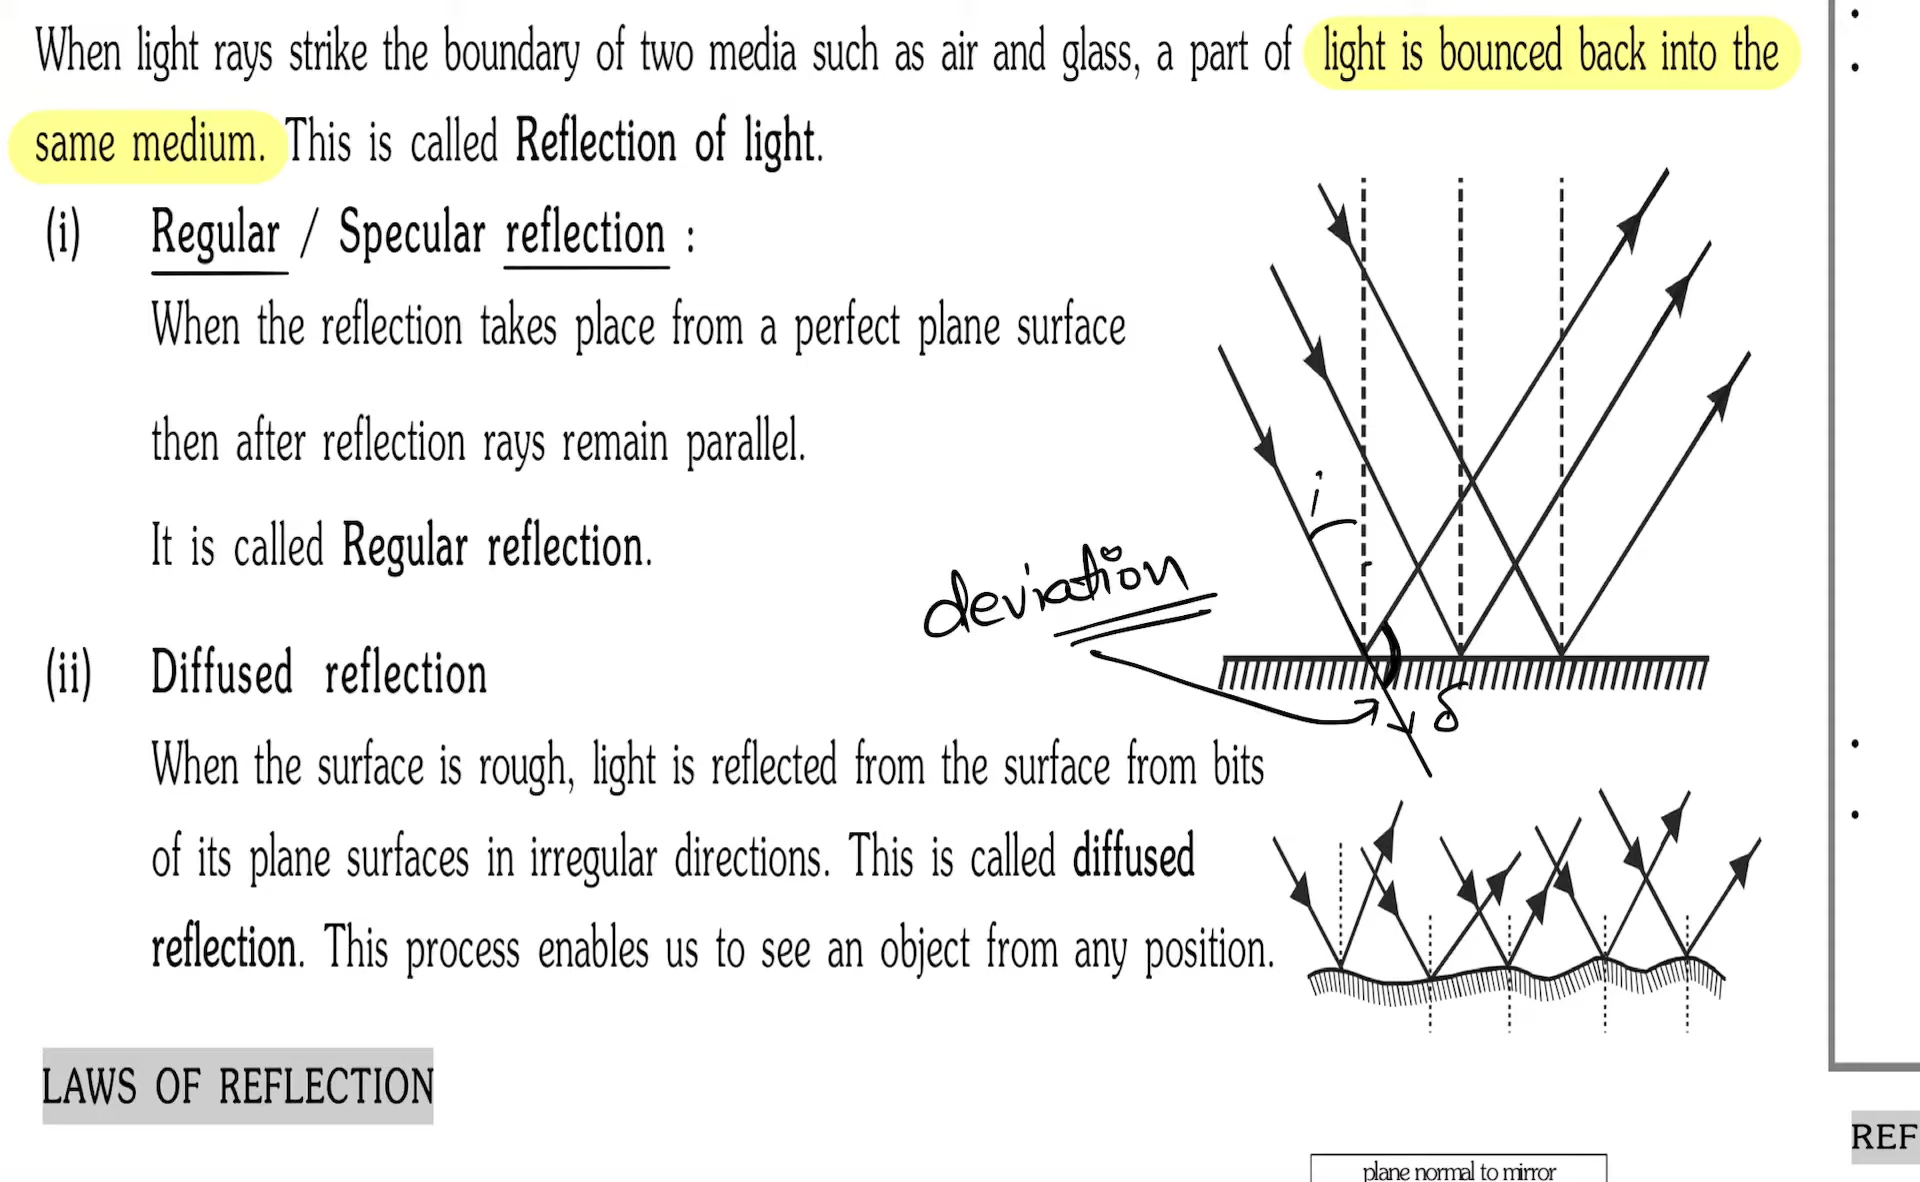 When light rays strike the boundary of two media such as air and glass, a part of light is bounced back into the
same medium. This is called Reflection of light.
(i) Regular / Specular reflection :
When the reflection takes place from a perfect plane surface
then after reflection rays remain parallel.
i
It is called Regular reflection.
deviation
(ii) Diffused reflection
δ
When the surface is rough, light is reflected from the surface from bits
of its plane surfaces in irregular directions. This is called diffused
reflection. This process enables us to see an object from any position.
LAWS OF REFLECTION
REF
plane normal to mirror